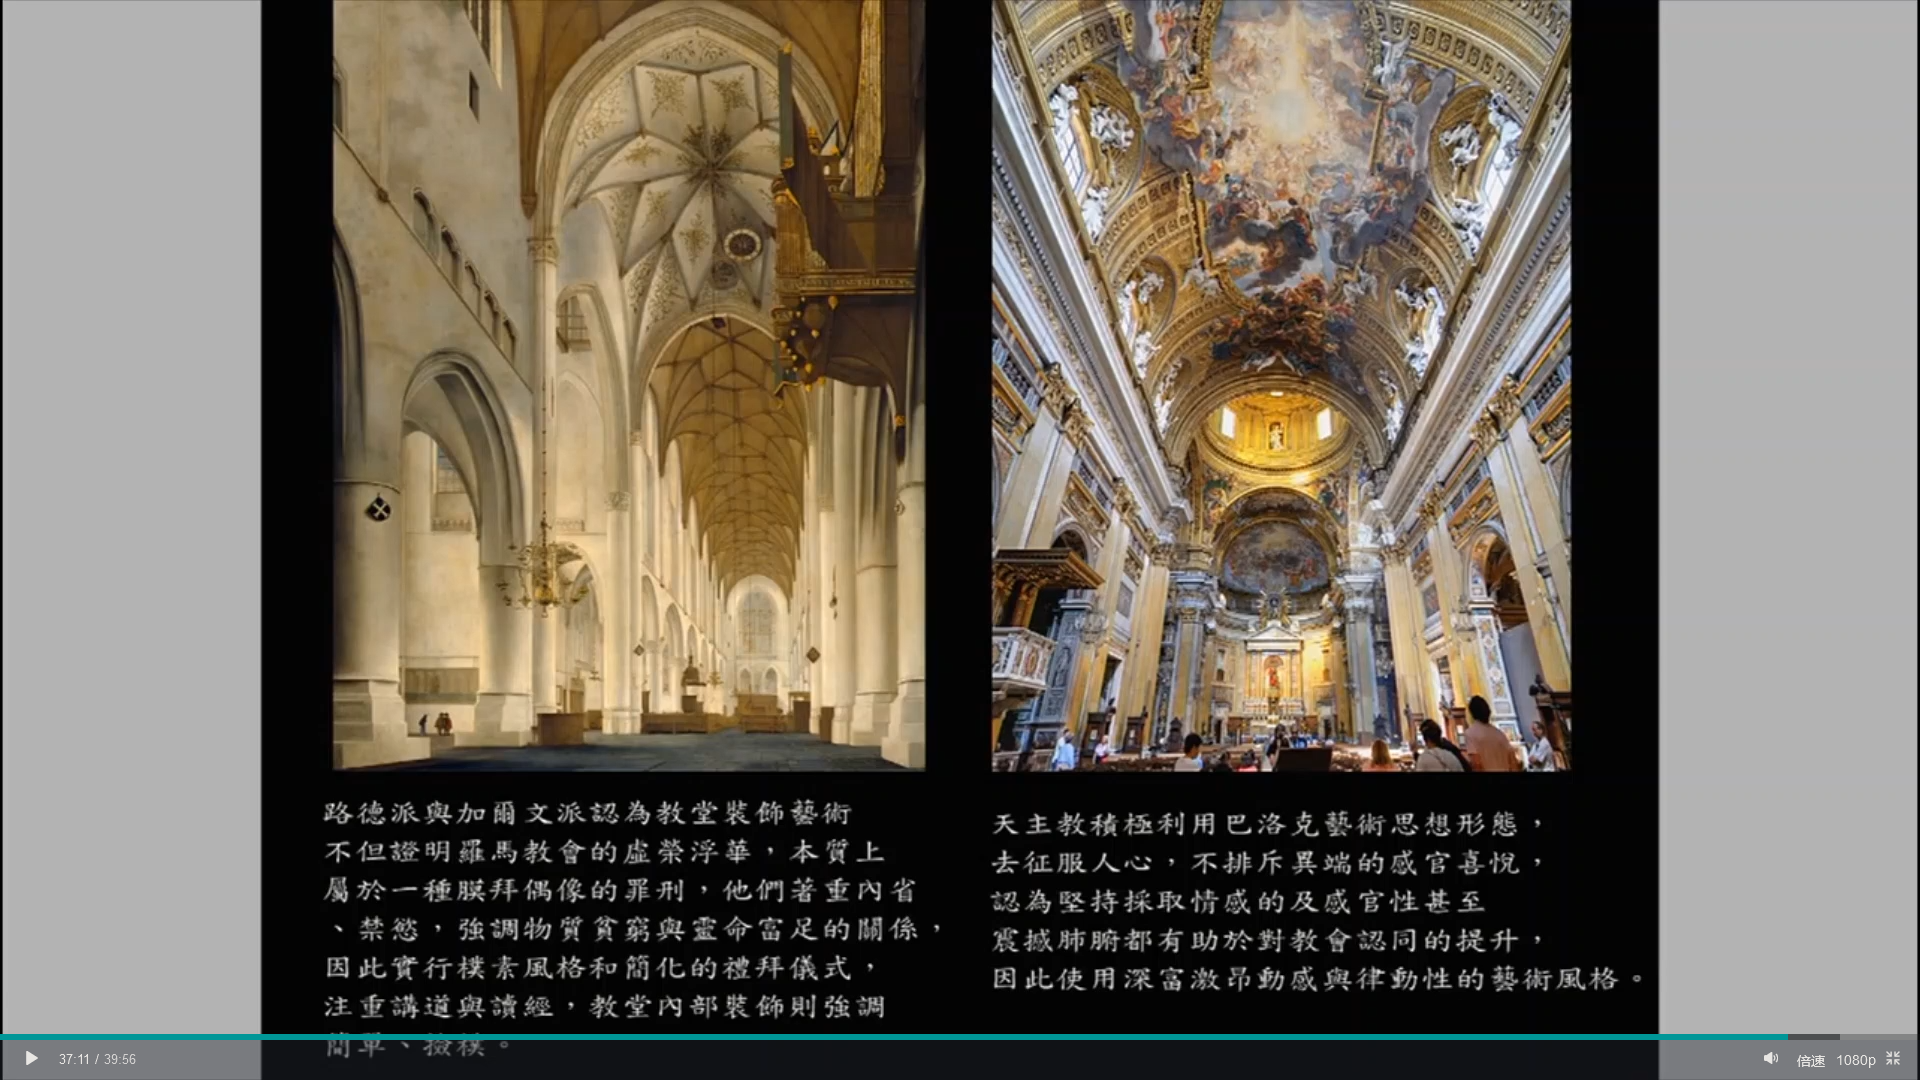 路德派與加爾文派認為教堂裝飾藝術
不但證明羅馬教會的虛榮浮華，本質上
屬於一種膜拜偶像的罪刑，他們著重內省
、禁慾，強調物質貧窮與靈命富足的關係，
因此實行樸素風格和簡化的禮拜儀式，
注重講道與讀經，教堂內部裝飾則強調
簡單、撿樸。
天主教積極利用巴洛克藝術思想形態，
去征服人心，不排斥異端的感官喜悅，
認為堅持採取情感的及感官性甚至
震撼肺腑都有助於對教會認同的提升，
因此使用深富激昂動感與律動性的藝術風格。
37:11 / 39:56
倍速 1080p